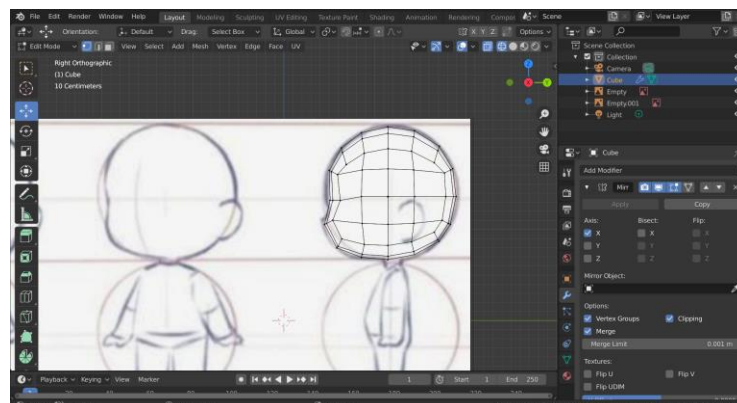 File Edit Render Window Help Layout Modeling Sculpting UV Editing Texture Paint Shading Animation Rendering Compos Scene View Layer
Orientation: Default Drag: Select Box Global X Y Z Options
Edit Mode View Select Add Mesh Vertex Edge Face UV
Right Orthographic
(1) Cube
10 Centimeters
Scene Collection
Collection
Camera
Cube
Empty
Empty.001
Light
Cube
Add Modifier
Mirr
Apply Copy
Axis: Bisect: Flip:
X X X
Y Y Y
Z Z Z
Mirror Object:
Options:
Vertex Groups Clipping
Merge
Merge Limit 0.001 m
Textures:
Flip U Flip V
Flip UDIM
Playback Keying View Marker 1 Start 1 End 250